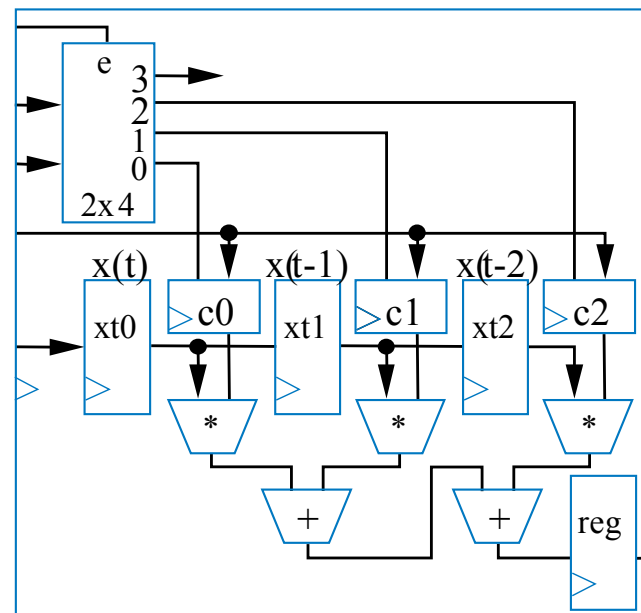 e
3
2
1
0
2x4
x(t) x(t-1) x(t-2)
c0 c1 c2
xt0 xt1 xt2
* * *
+ +
reg